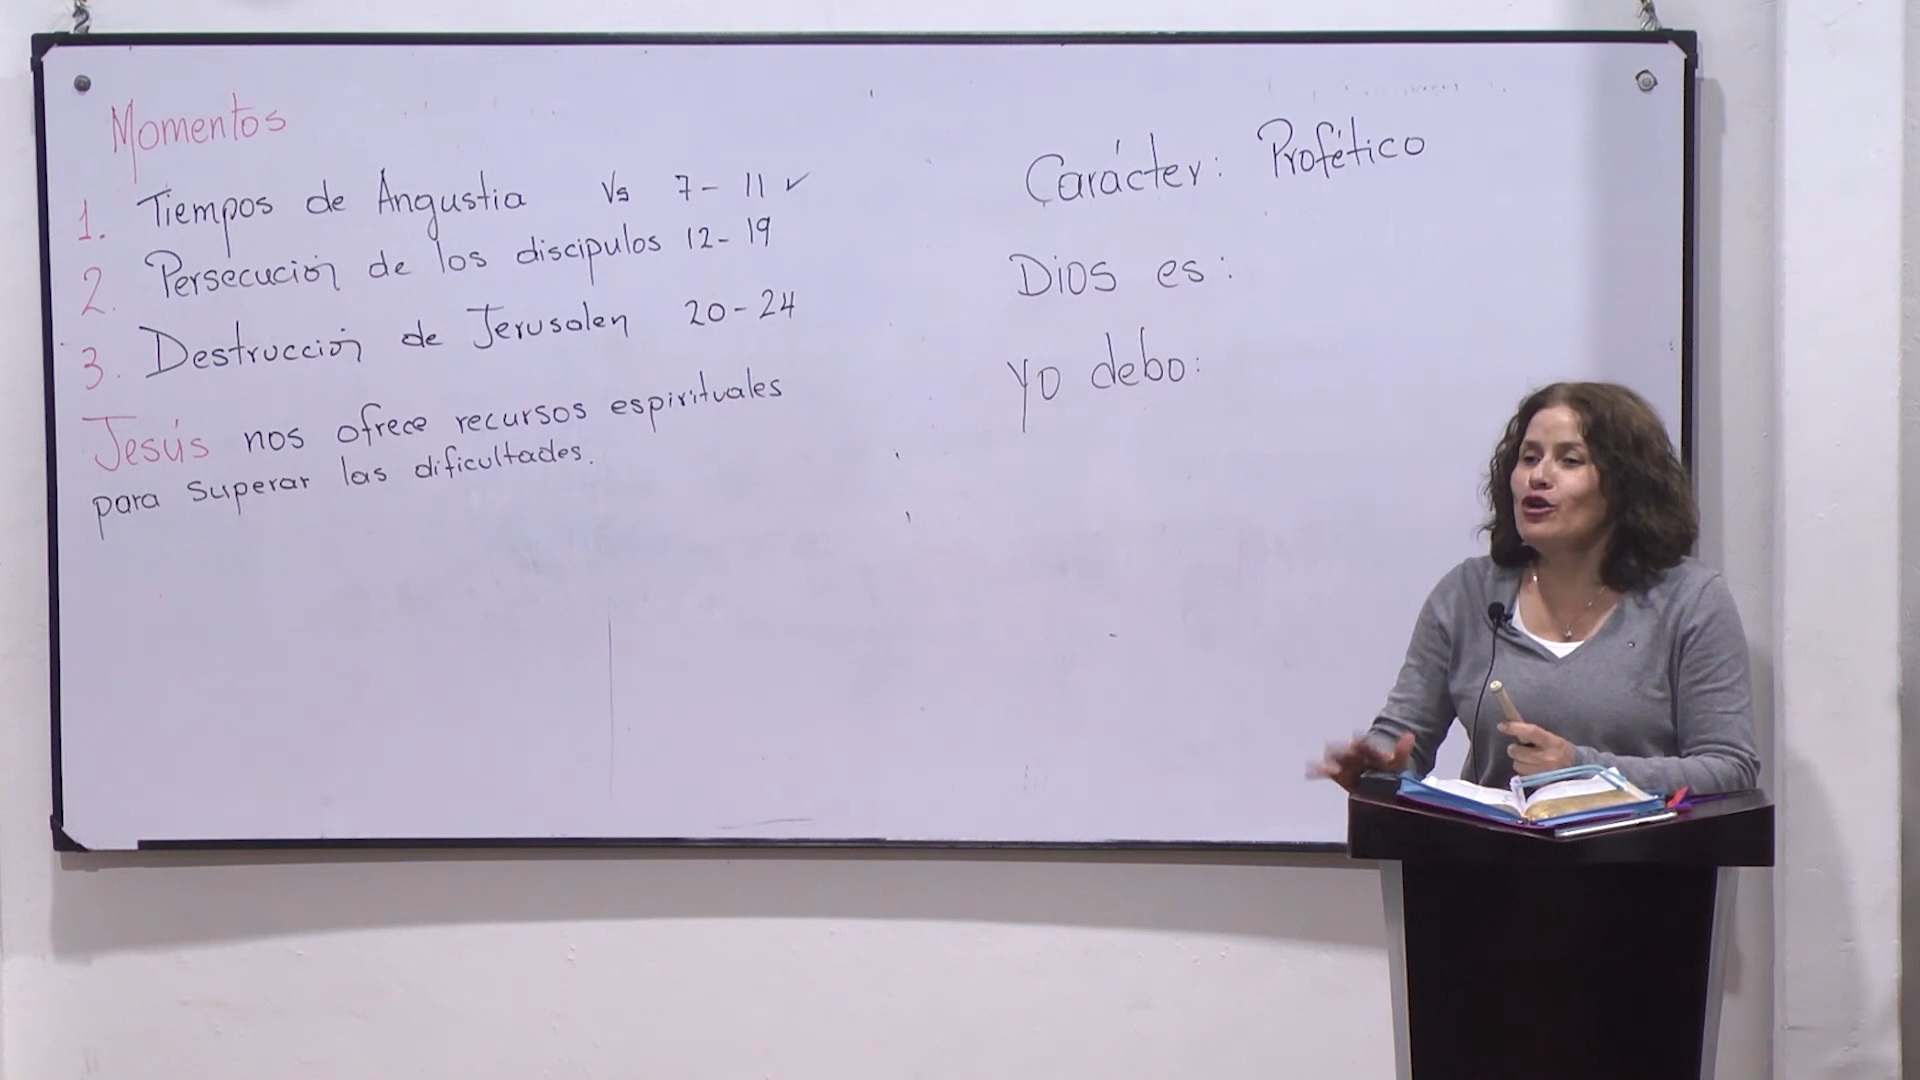 Momentos
1. Tiempos de Angustia Vs 7 - 11 ✓
2. Persecución de los discipulos 12 - 19
3. Destrucción de Jerusalen 20 - 24
Jesús nos ofrece recursos espirituales
para superar las dificultades.
Carácter: Profético
Dios es:
Yo debo: